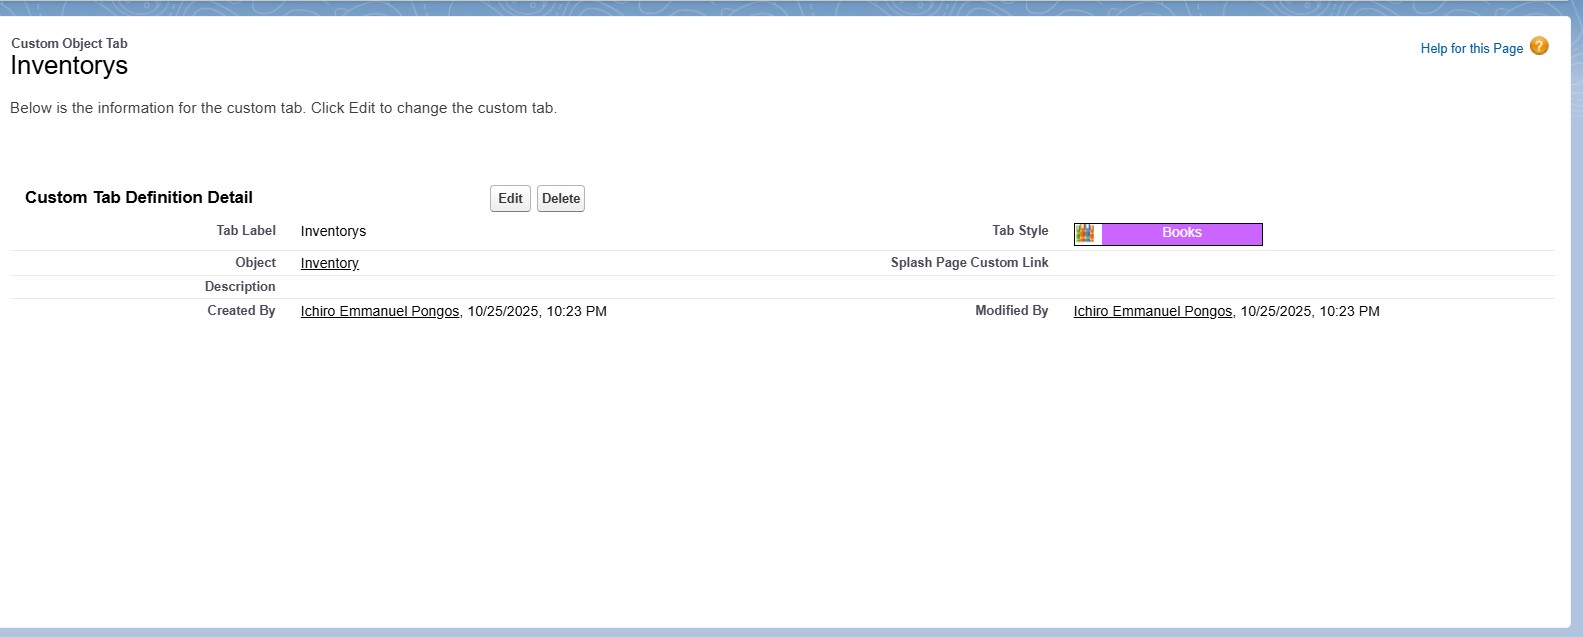 Custom Object Tab
Inventorys
Help for this Page ?
Below is the information for the custom tab. Click Edit to change the custom tab.
Custom Tab Definition Detail
Edit
Delete
Tab Label Inventorys
Tab Style Books
Object Inventory
Splash Page Custom Link
Description
Created By Ichiro Emmanuel Pongos, 10/25/2025, 10:23 PM
Modified By Ichiro Emmanuel Pongos, 10/25/2025, 10:23 PM